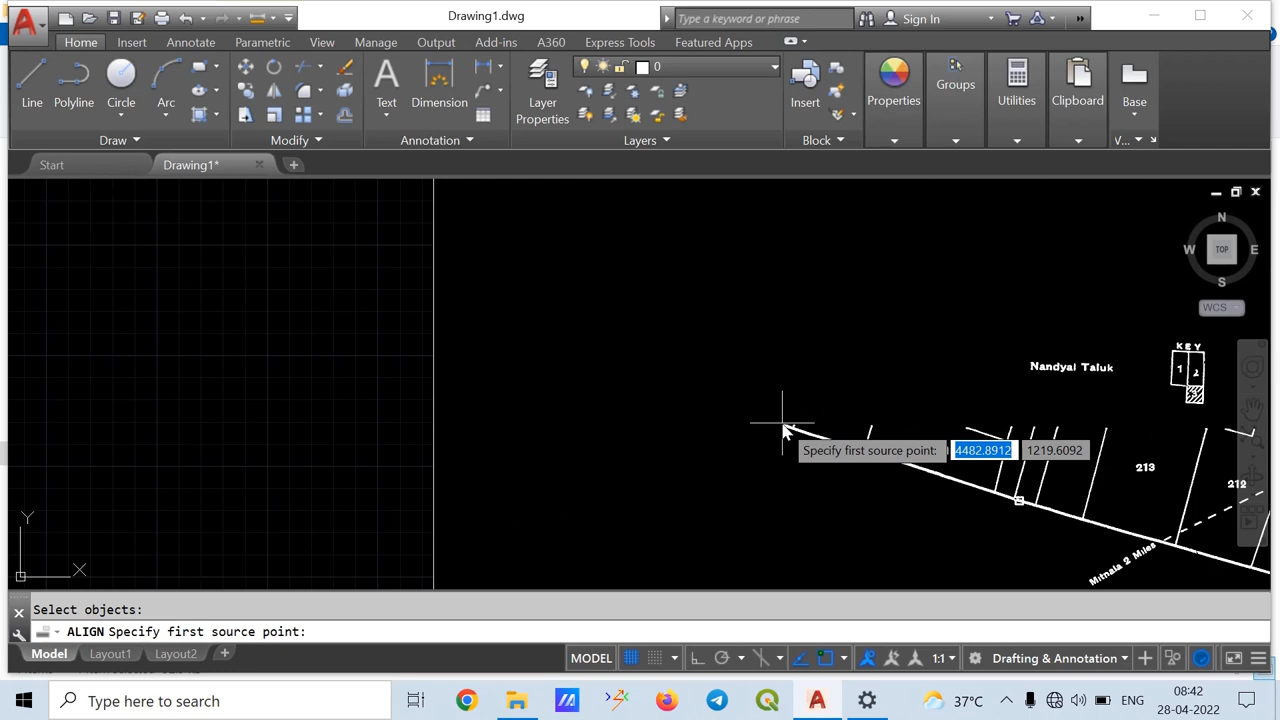 Drawing1.dwg
Type a keyword or phrase
Sign In
Home Insert Annotate Parametric View Manage Output Add-ins A360 Express Tools Featured Apps
0
Line Polyline Circle Arc
Text Dimension
Layer
Properties
Insert
Properties
Groups
Utilities
Clipboard
Base
Draw Modify Annotation Layers Block V...
Start Drawing1*
N
W TOP E
S
WCS
KEY
1 2
3
Nandyal Taluk
Specify first source point: 4482.8912 1219.6092
213
212
Mitnala 2 Miles
Y
X
Select objects:
ALIGN Specify first source point:
Model Layout1 Layout2
MODEL 1:1 Drafting & Annotation
Type here to search
37°C ENG
08:42
28-04-2022